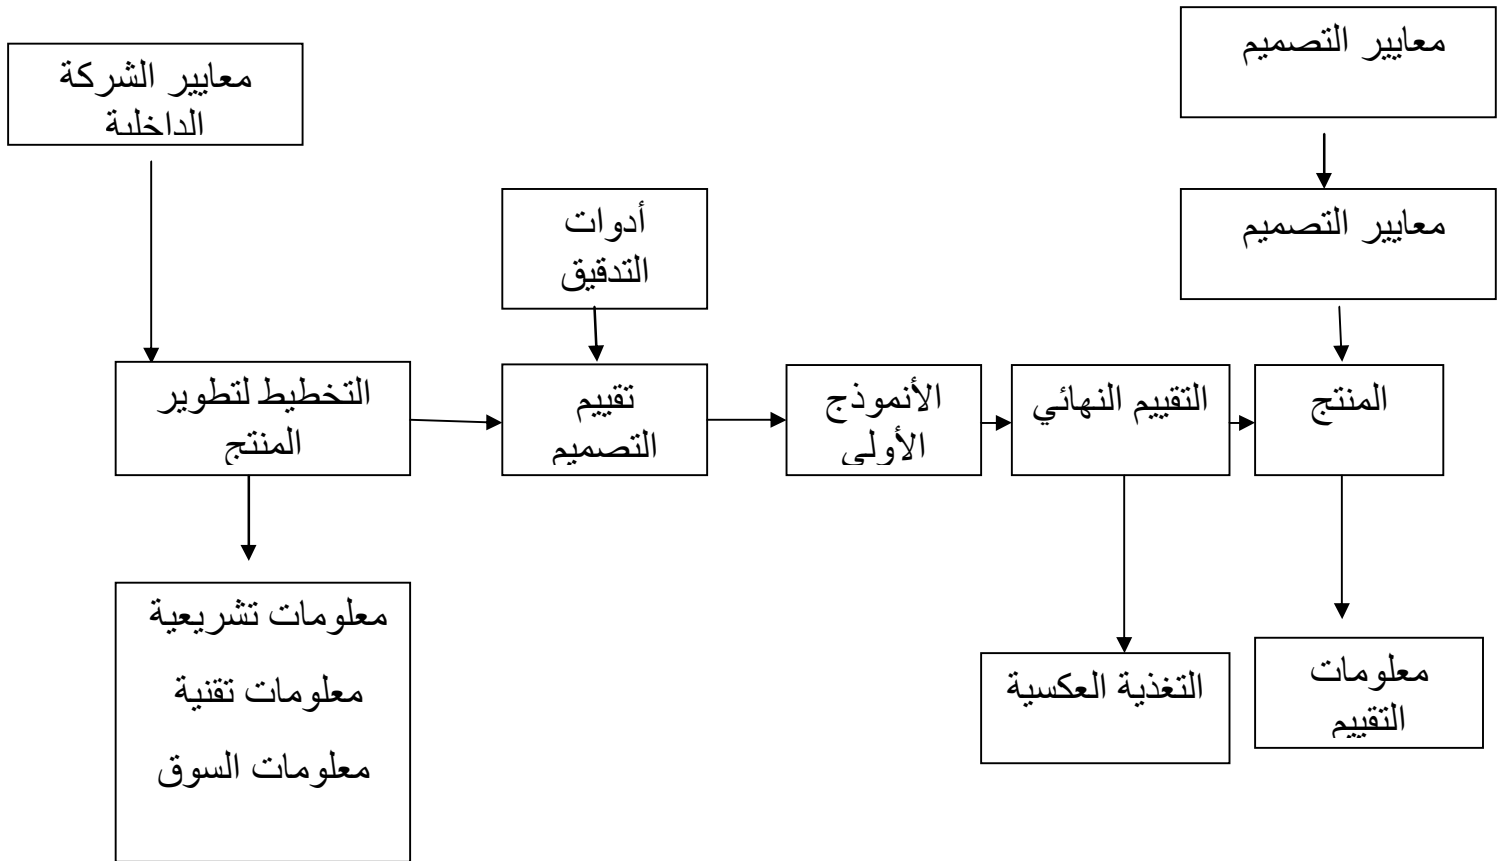 معايير التصميم
معايير الشركة
الداخلية
معايير التصميم
أدوات
التدقيق
المنتج
التقييم النهائي
الأنموذج
الأولي
تقييم
التصميم
التخطيط لتطوير
المنتج
معلومات تشريعية
معلومات تقنية
معلومات السوق
معلومات
التقييم
التغذية العكسية